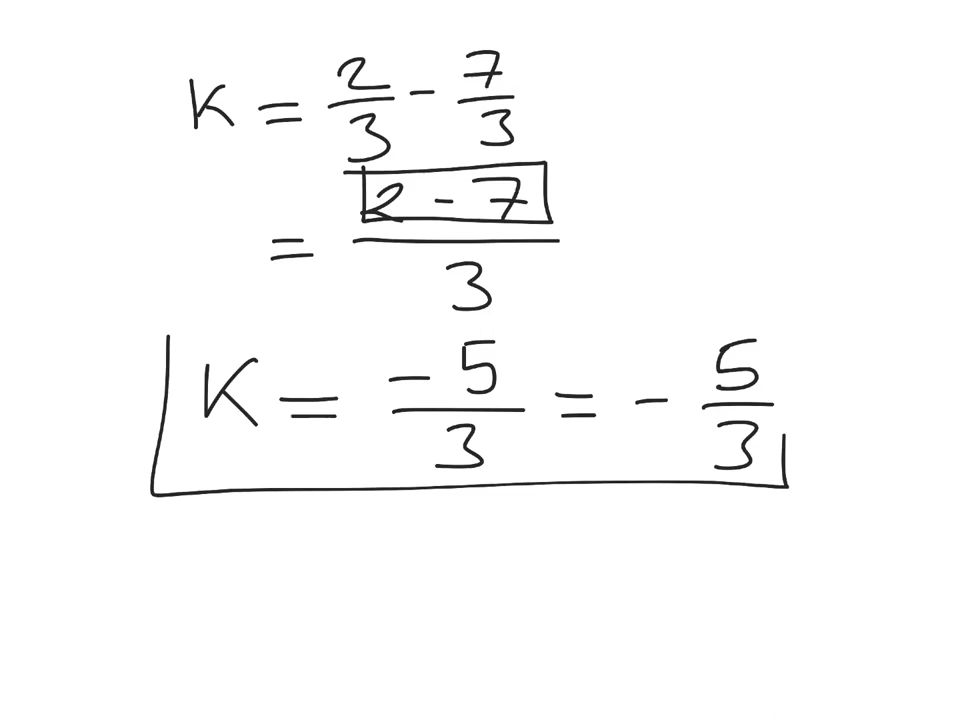 K = 2/3 - 7/3
= (2 - 7)/3
K = -5/3 = - 5/3